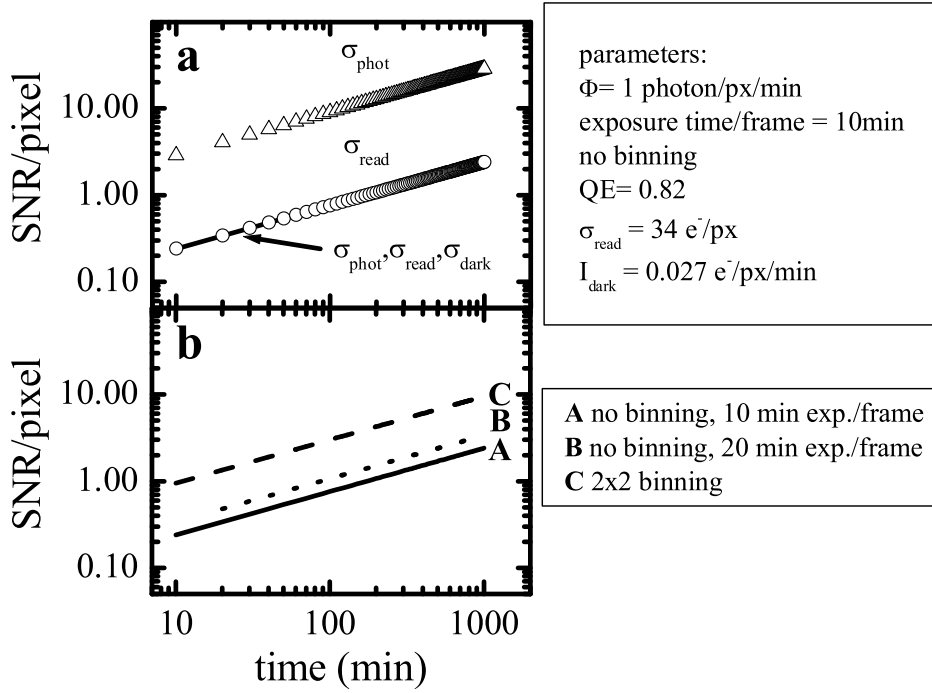 a
σphot
σread
σphot,σread,σdark
SNR/pixel
10.00
1.00
0.10
parameters:
Φ= 1 photon/px/min
exposure time/frame = 10min
no binning
QE= 0.82
σread = 34 e-/px
Idark = 0.027 e-/px/min
b
C
B
A
SNR/pixel
10.00
1.00
0.10
10 100 1000
time (min)
A no binning, 10 min exp./frame
B no binning, 20 min exp./frame
C 2x2 binning